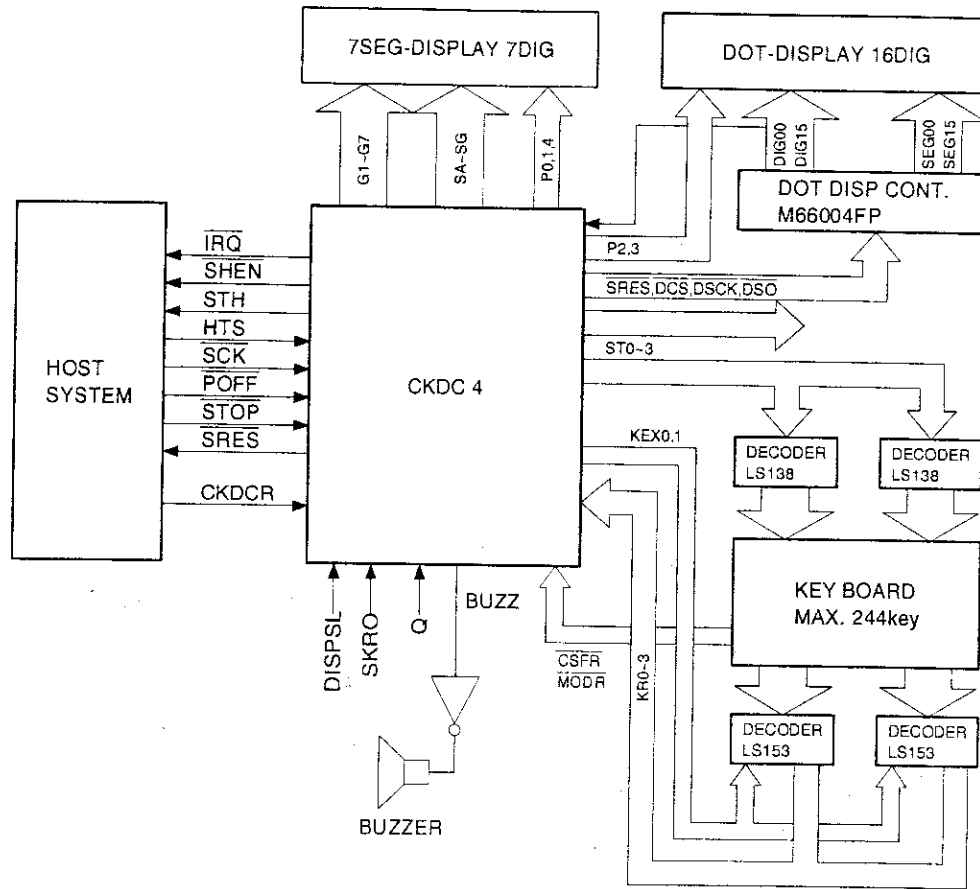 7SEG-DISPLAY 7DIG
DOT-DISPLAY 16DIG
G1~G7
SA~SG
P0,1,4
DIG00
DIG15
SEG00
SEG15
DOT DISP CONT.
M66004FP
HOST
SYSTEM
IRQ
SHEN
STH
HTS
SCK
POFF
STOP
SRES
CKDCR
CKDC 4
P2,3
SRES,DCS,DSCK,DSO
ST0~3
KEX0,1
DECODER
LS138
DECODER
LS138
KEY BOARD
MAX. 244key
DISPSL
SKRO
Q
BUZZ
CSFR
MODR
KR0~3
DECODER
LS153
DECODER
LS153
BUZZER